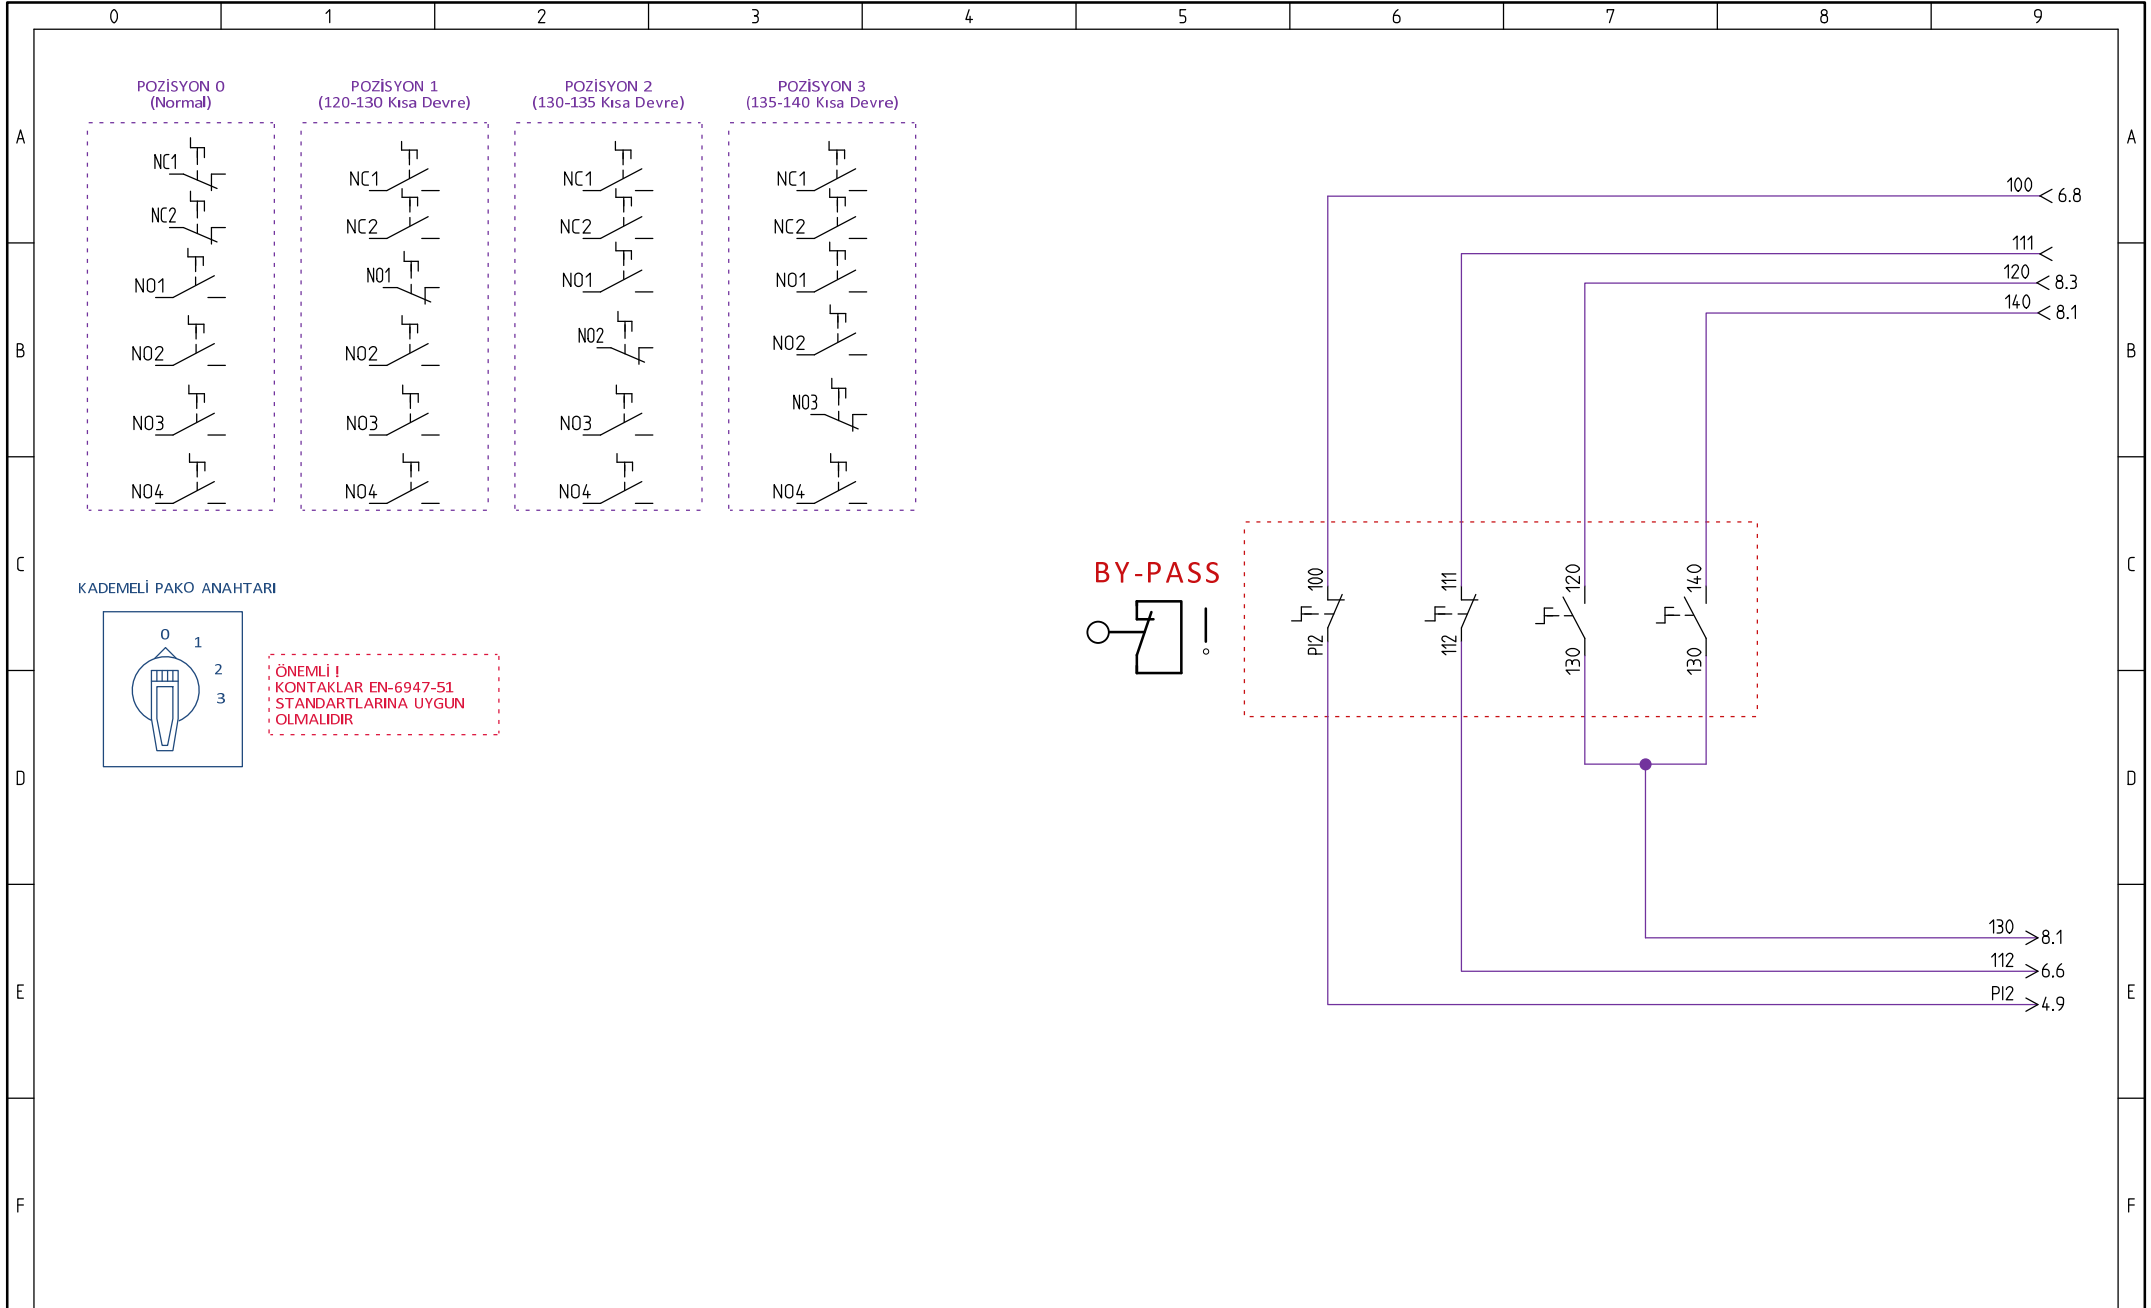 0 1 2 3 4 5 6 7 8 9
POZİSYON 0
(Normal)
POZİSYON 1
(120-130 Kısa Devre)
POZİSYON 2
(130-135 Kısa Devre)
POZİSYON 3
(135-140 Kısa Devre)
A
A
NC1
NC2
NO1
NO2
NO3
NO4
NC1
NC2
NO1
NO2
NO3
NO4
NC1
NC2
NO1
NO2
NO3
NO4
NC1
NC2
NO1
NO2
NO3
NO4
100
6.8
111
120
8.3
140
8.1
B
B
C
C
BY-PASS
!
100
PI2
111
112
120
130
140
130
KADEMELİ PAKO ANAHTARI
0
1
2
3
ÖNEMLİ !
KONTAKLAR EN-6947-51
STANDARTLARINA UYGUN
OLMALIDIR
D
D
130
8.1
112
6.6
PI2
4.9
E
E
F
F